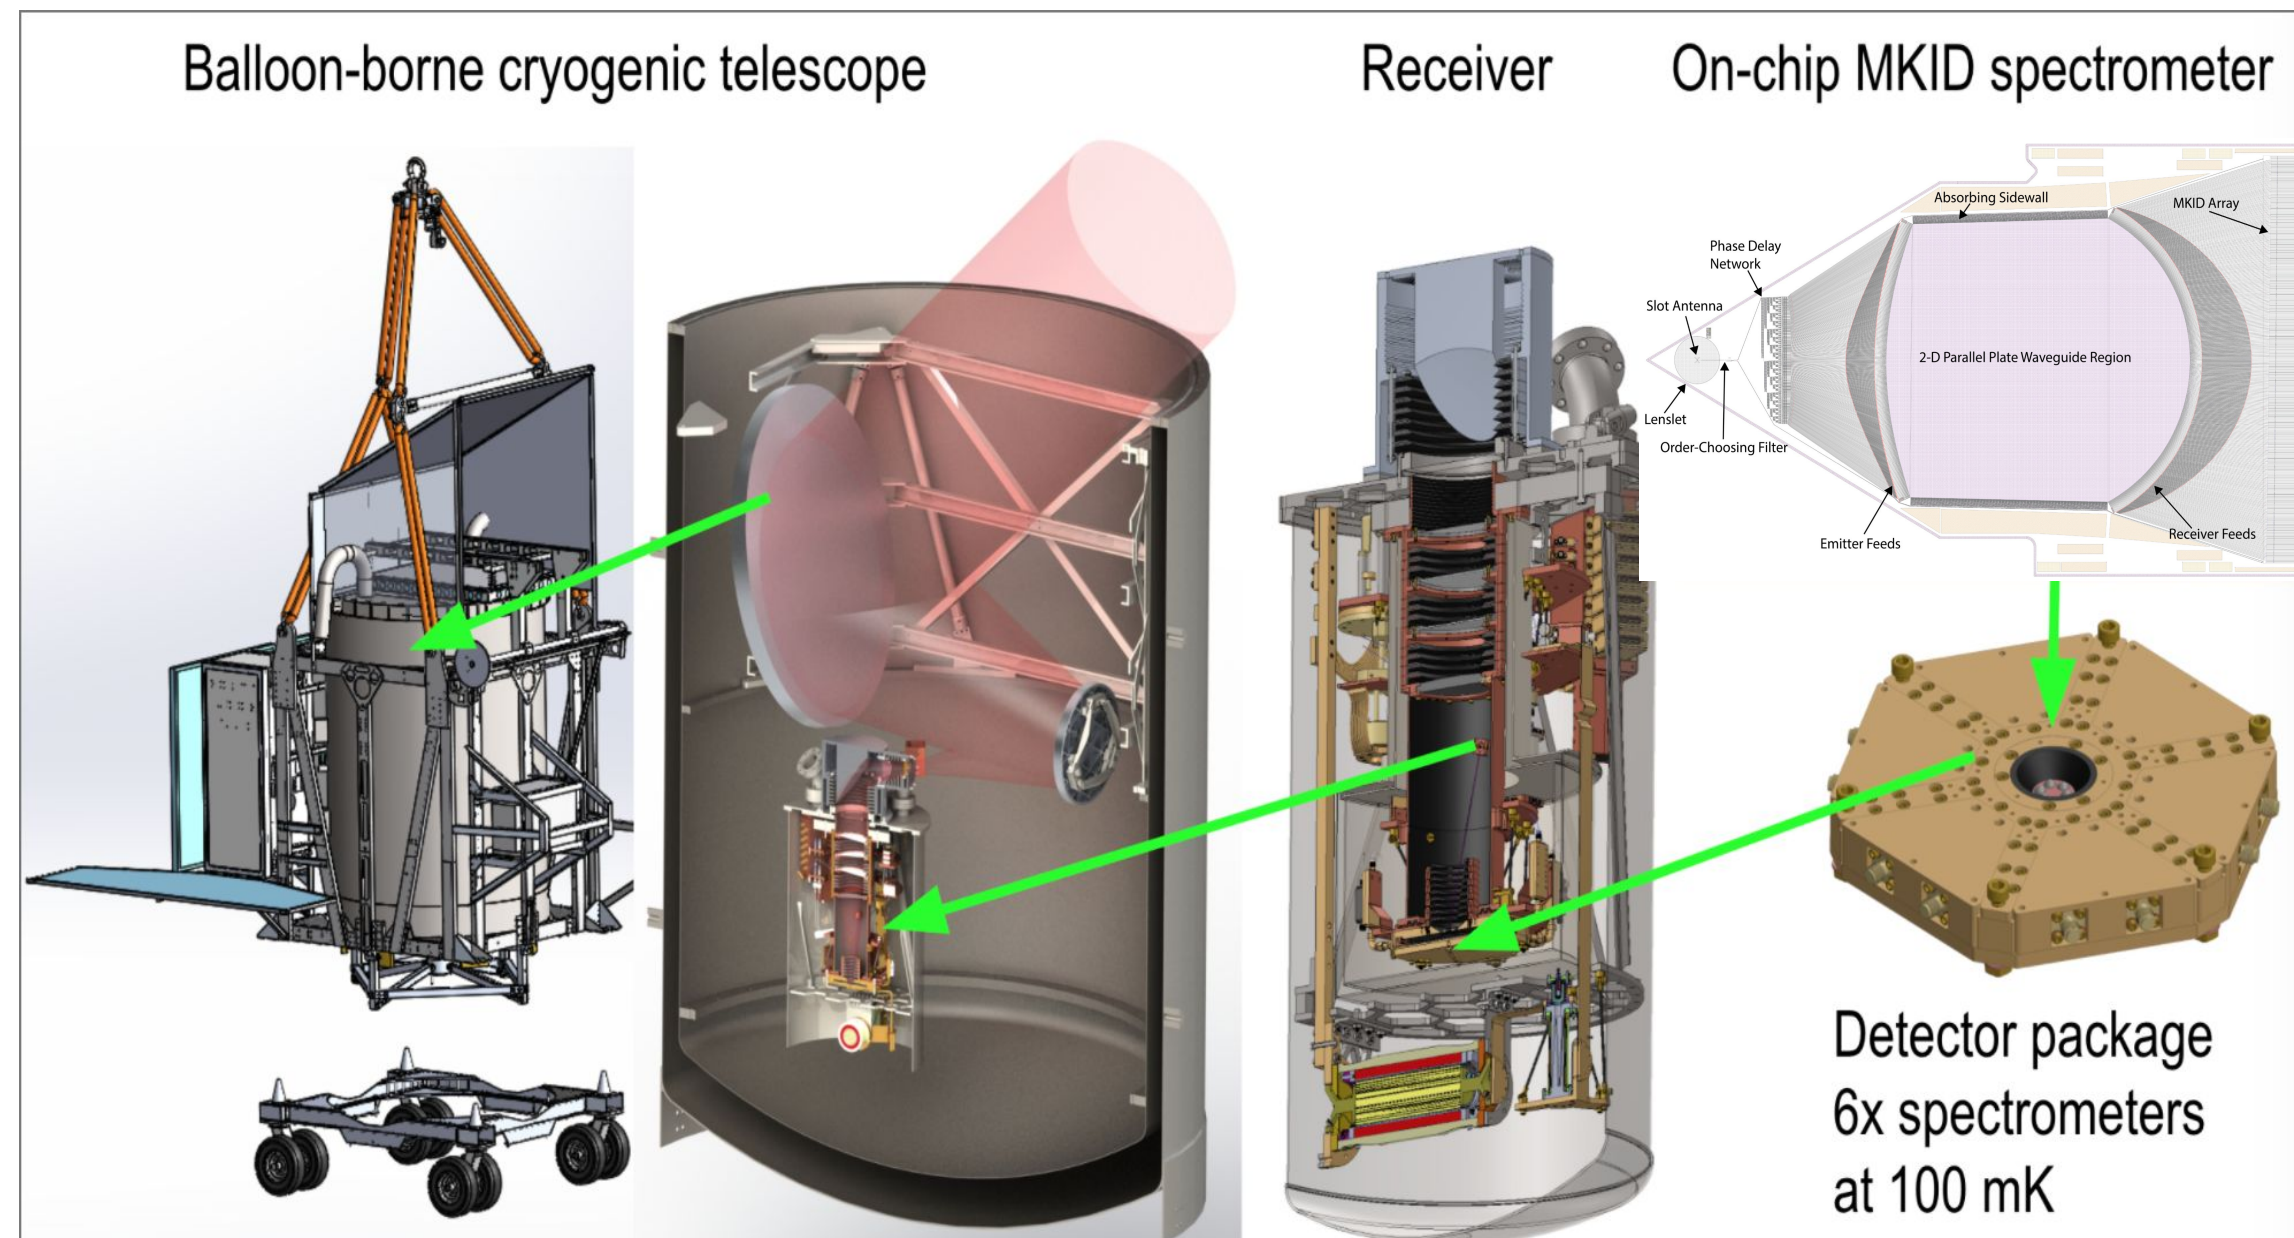 Balloon-borne cryogenic telescope
Receiver
On-chip MKID spectrometer
Absorbing Sidewall
MKID Array
Phase Delay
Network
Slot Antenna
2-D Parallel Plate Waveguide Region
Lenslet
Order-Choosing Filter
Emitter Feeds
Receiver Feeds
Detector package
6x spectrometers
at 100 mK